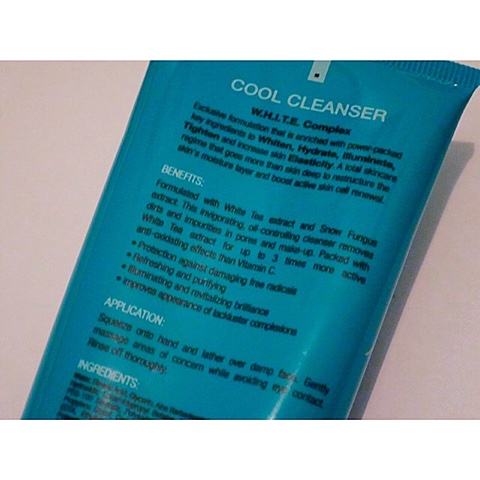 COOL CLEANSER
W.H.I.T.E. Complex
Exclusive formulation that is enriched with power-packed
key ingredients to Whiten, Hydrate, Illuminate,
Tighten and increase skin Elasticity. A total skincare
regime that goes more than skin deep to restructure the
skin's moisture layer and boost active skin cell renewal.
BENEFITS:
Formulated with White Tea extract and Snow Fungus
extract. This invigorating, oil-controlling cleanser removes
dirts and impurities in pores and make-up. Packed with
White Tea extract for up to 3 times more active
anti-oxidating effects than Vitamin C.
• Protection against damaging free radicals
• Refreshing and purifying
• Illuminating and revitalizing brilliance
• Improves appearance of lackluster complexions
APPLICATION:
Squeeze onto hand and lather over damp face. Gently
massage areas of concern while avoiding eye contact.
Rinse off thoroughly.
INGREDIENTS:
Acid, Glycerin, Aloe